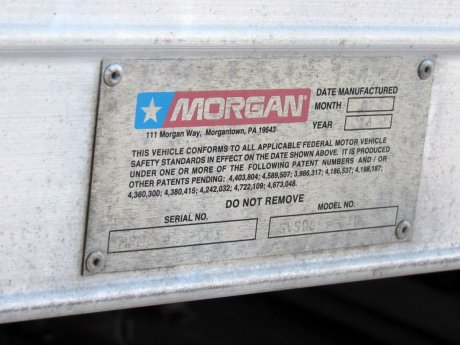 MORGAN
DATE MANUFACTURED
MONTH
YEAR
111 Morgan Way, Morgantown, PA 19543
THIS VEHICLE CONFORMS TO ALL APPLICABLE FEDERAL MOTOR VEHICLE
SAFETY STANDARDS IN EFFECT ON THE DATE SHOWN ABOVE. IT IS PRODUCED
UNDER ONE OR MORE OF THE FOLLOWING PATENT NUMBERS AND / OR
OTHER PATENTS PENDING: 4,403,804; 4,589,607; 3,986,317; 4,186,537; 4,198,187;
4,380,300; 4,380,415; 4,242,032; 4,722,109; 4,673,048.
DO NOT REMOVE
SERIAL NO.
MODEL NO.